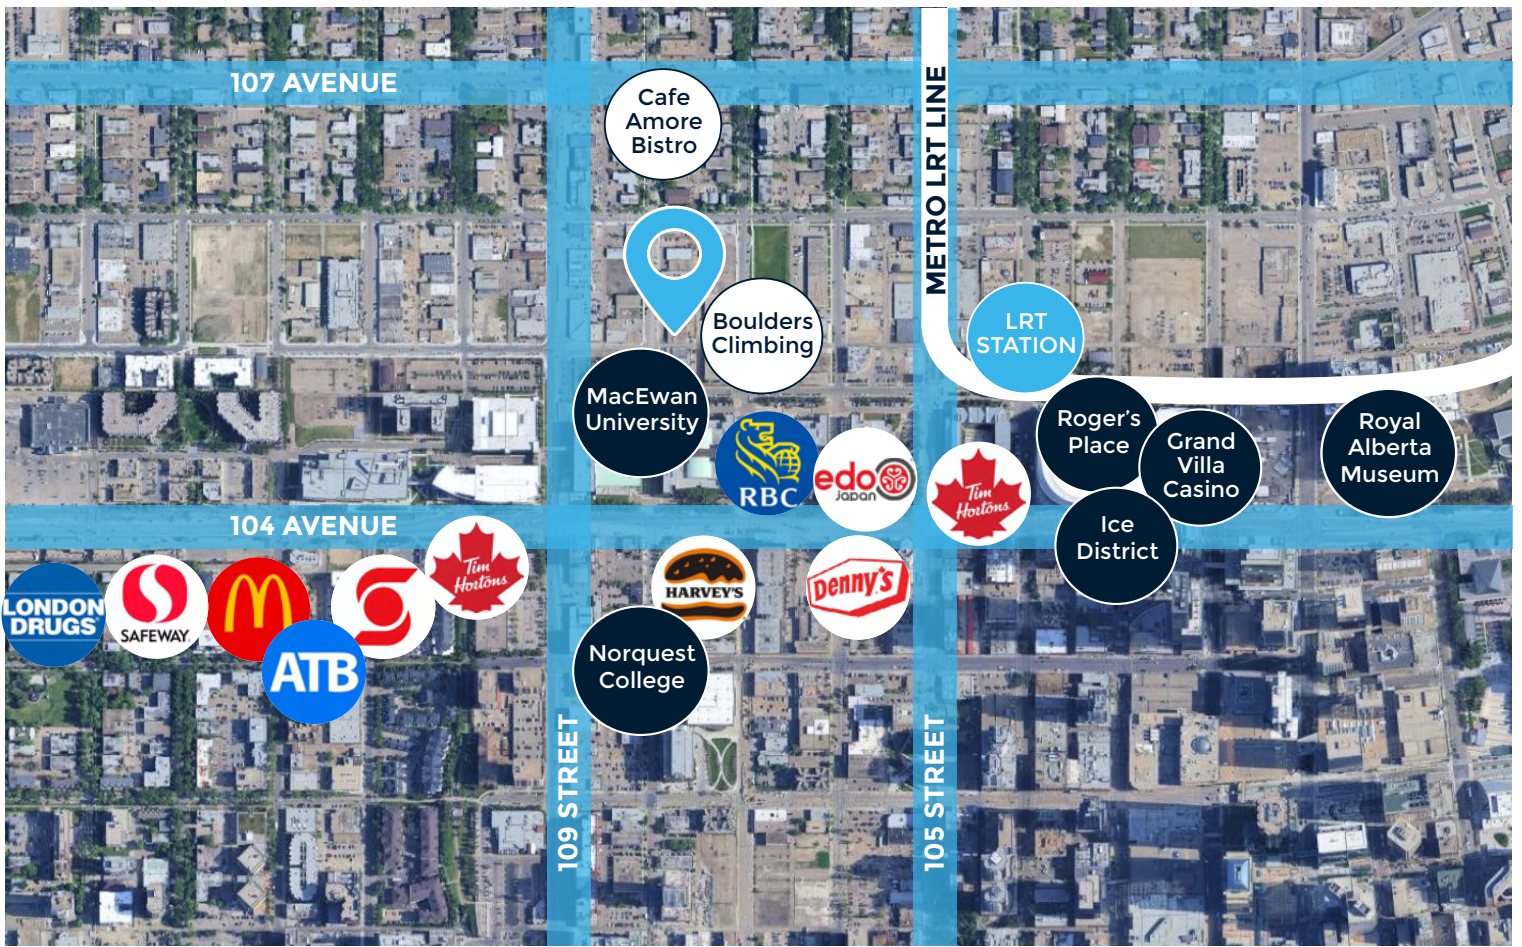 107 AVENUE
Cafe
Amore
Bistro
METRO LRT LINE
Boulders
Climbing
LRT
STATION
MacEwan
University
RBC
edo
Japan
Tim
Hortons
Roger's
Place
Grand
Villa
Casino
Royal
Alberta
Museum
104 AVENUE
Ice
District
LONDON
DRUGS
SAFEWAY
Tim
Hortons
ATB
HARVEY'S
Denny's
Norquest
College
109 STREET
105 STREET